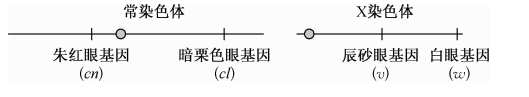 常染色体 X染色体
朱红眼基因 暗栗色眼基因 辰砂眼基因 白眼基因
(cn) (cl) (v) (w)